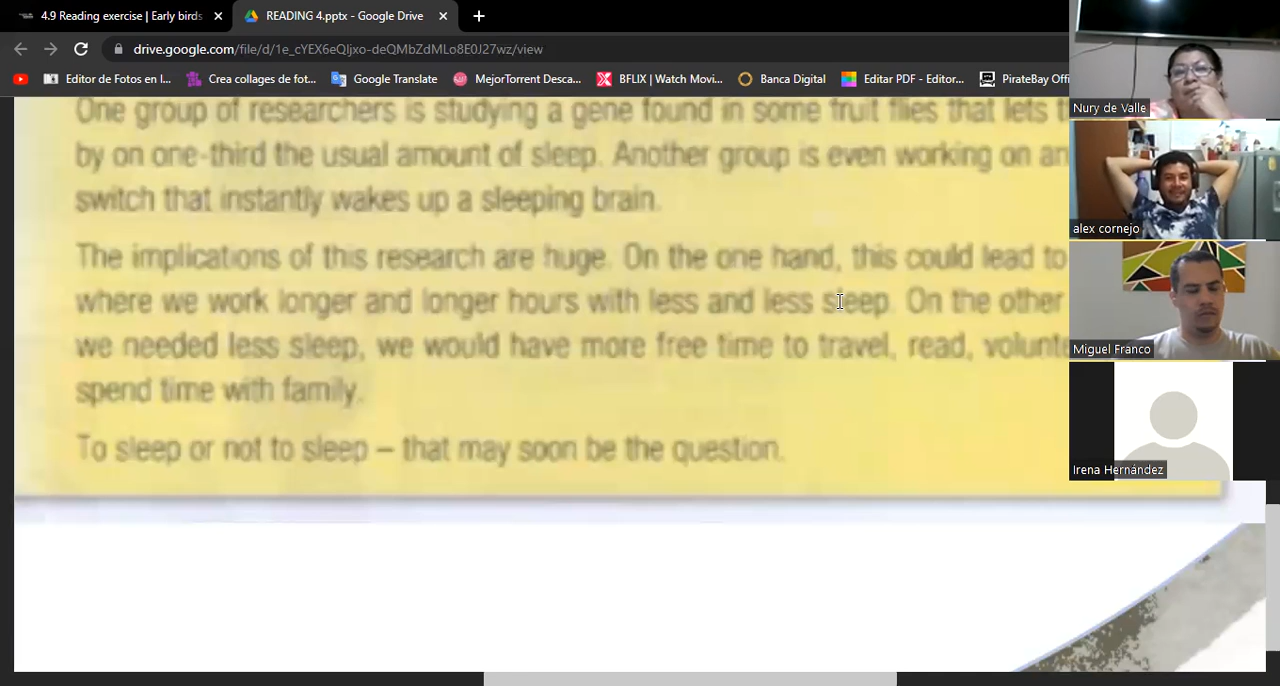 4.9 Reading exercise | Early birds
READING 4.pptx - Google Drive
drive.google.com/file/d/1e_cYEX6eQljxo-deQMbZdMLo8E0J27wz/view
Editor de Fotos en l...
Crea collages de fot...
Google Translate
MejorTorrent Desca...
BFLIX | Watch Movi...
Banca Digital
Editar PDF - Editor...
PirateBay Ofi
One group of researchers is studying a gene found in some fruit flies that lets
by on one-third the usual amount of sleep. Another group is even working on an
switch that instantly wakes up a sleeping brain.
The implications of this research are huge. On the one hand, this could lead to
where we work longer and longer hours with less and less sleep. On the other
we needed less sleep, we would have more free time to travel, read,
spend time with family.
To sleep or not to sleep – that may soon be the question.
Nury de Valle
alex cornejo
Miguel Franco
Irena Hernández